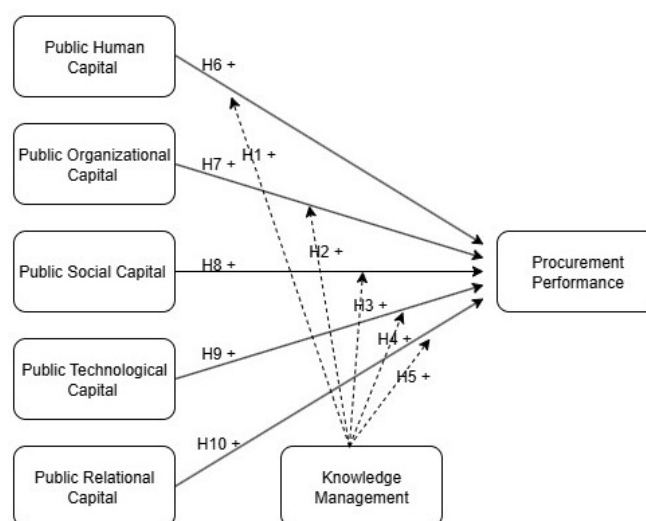 Public Human
Capital
H6 +
H1 +
Public Organizational
Capital
H7 +
H2 +
Public Social Capital
H8 +
Procurement
Performance
H3 +
H4 +
Public Technological
Capital
H9 +
H5 +
H10 +
Public Relational
Capital
Knowledge
Management